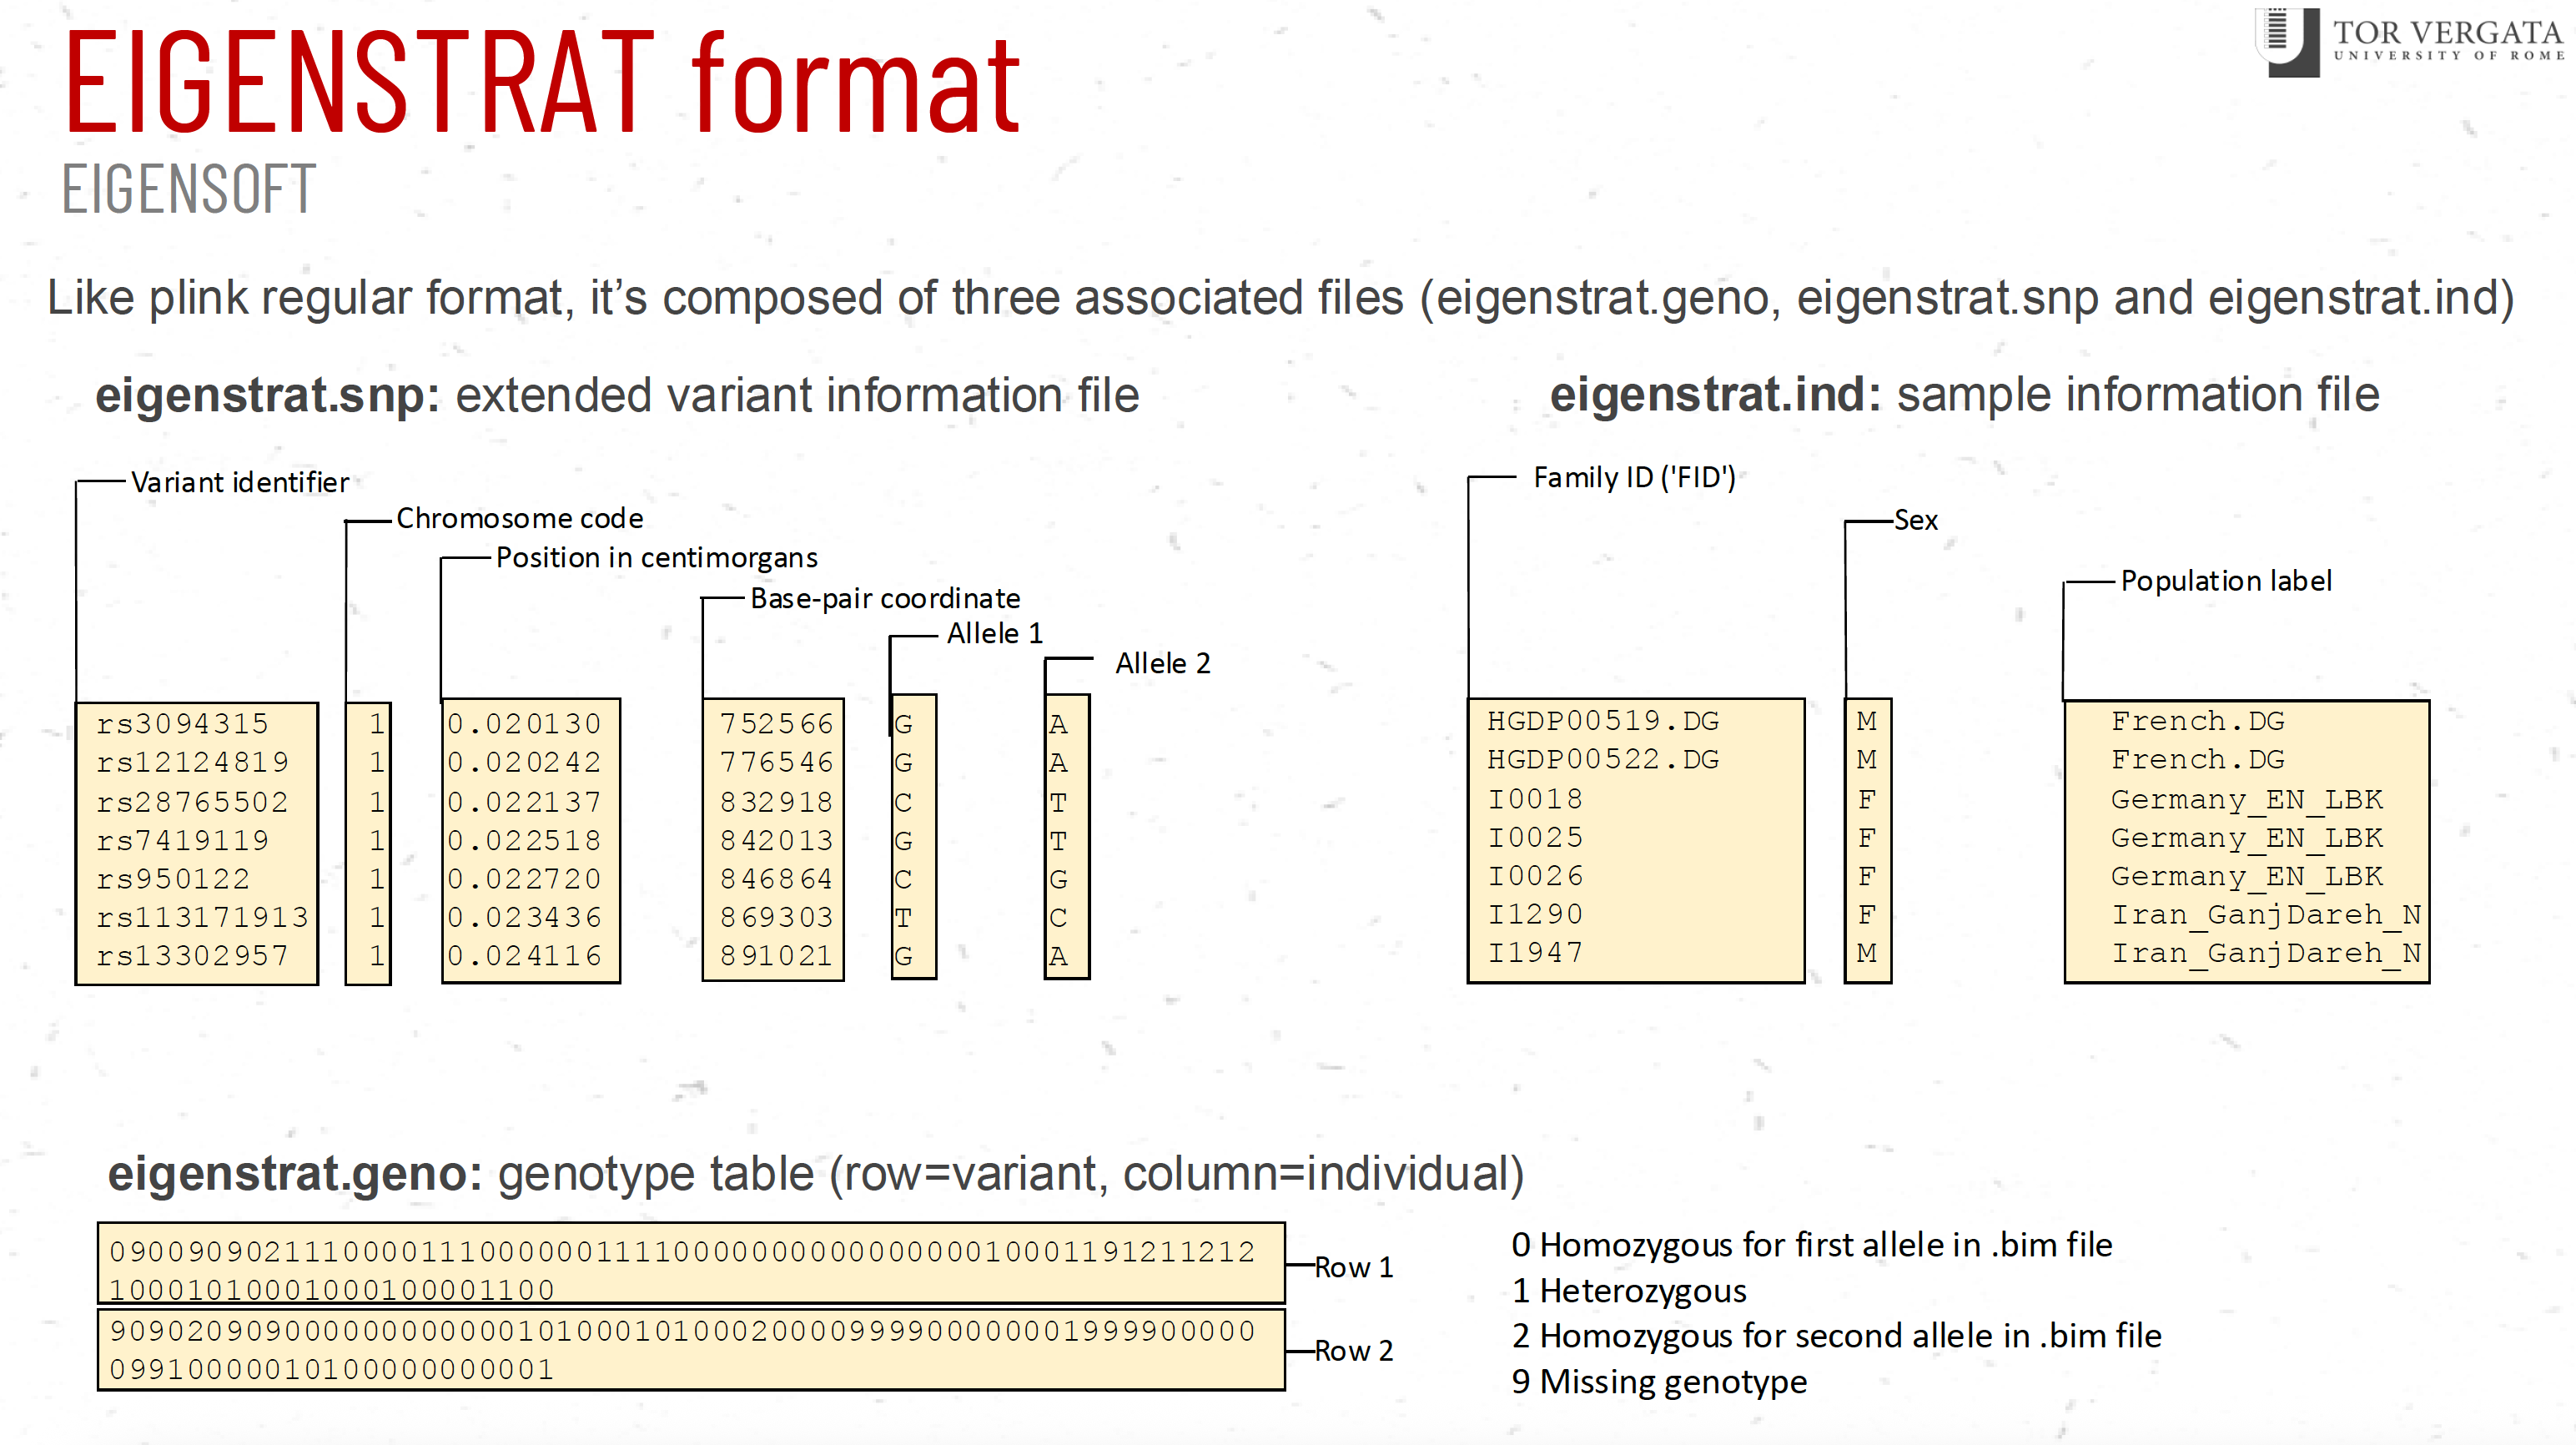 EIGENSTRAT format
TOR VERGATA
UNIVERSITY OF ROME
EIGENSOFT
Like plink regular format, it’s composed of three associated files (eigenstrat.geno, eigenstrat.snp and eigenstrat.ind)
eigenstrat.snp: extended variant information file
Variant identifier
Chromosome code
Position in centimorgans
Base-pair coordinate
Allele 1
Allele 2
rs3094315 1 0.020130 752566 G A
rs12124819 1 0.020242 776546 G A
rs28765502 1 0.022137 832918 C T
rs7419119 1 0.022518 842013 G T
rs950122 1 0.022720 846864 C G
rs113171913 1 0.023436 869303 T C
rs13302957 1 0.024116 891021 G A
eigenstrat.ind: sample information file
Family ID ('FID')
Sex
Population label
HGDP00519.DG M French.DG
HGDP00522.DG M French.DG
I0018 F Germany_EN_LBK
I0025 F Germany_EN_LBK
I0026 F Germany_EN_LBK
I1290 F Iran_GanjDareh_N
I1947 M Iran_GanjDareh_N
eigenstrat.geno: genotype table (row=variant, column=individual)
09009090211100001110000001111000000000000000010001191211212
10001010001000100001100
Row 1
909020909000000000000010100010100020000999900000001999900000
09910000010100000000001
Row 2
0 Homozygous for first allele in .bim file
1 Heterozygous
2 Homozygous for second allele in .bim file
9 Missing genotype